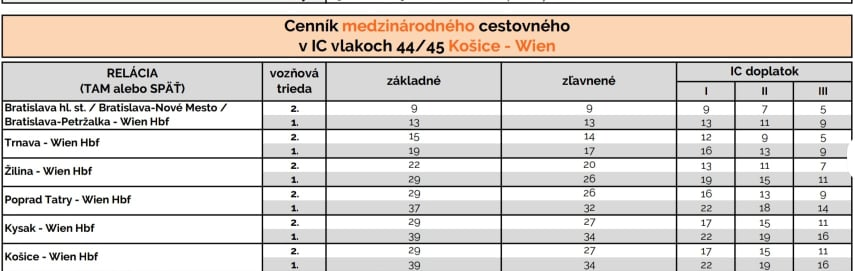 Cenník medzinárodného cestovného
v IC vlakoch 44/45 Košice - Wien
RELÁCIA
(TAM alebo SPÄŤ)
vozňová
trieda
základné
zľavnené
IC doplatok
I II III
Bratislava hl. st. / Bratislava-Nové Mesto /
Bratislava-Petržalka - Wien Hbf
2. 9 9 9 7 5
1. 13 13 13 11 9
Trnava - Wien Hbf
2. 15 14 12 9 5
1. 19 17 16 13 9
Žilina - Wien Hbf
2. 22 20 13 11 7
1. 29 26 19 15 11
Poprad Tatry - Wien Hbf
2. 29 26 16 13 9
1. 37 32 22 18 14
Kysak - Wien Hbf
2. 29 27 17 15 11
1. 39 34 22 19 16
Košice - Wien Hbf
2. 29 27 17 15 11
1. 39 34 22 19 16